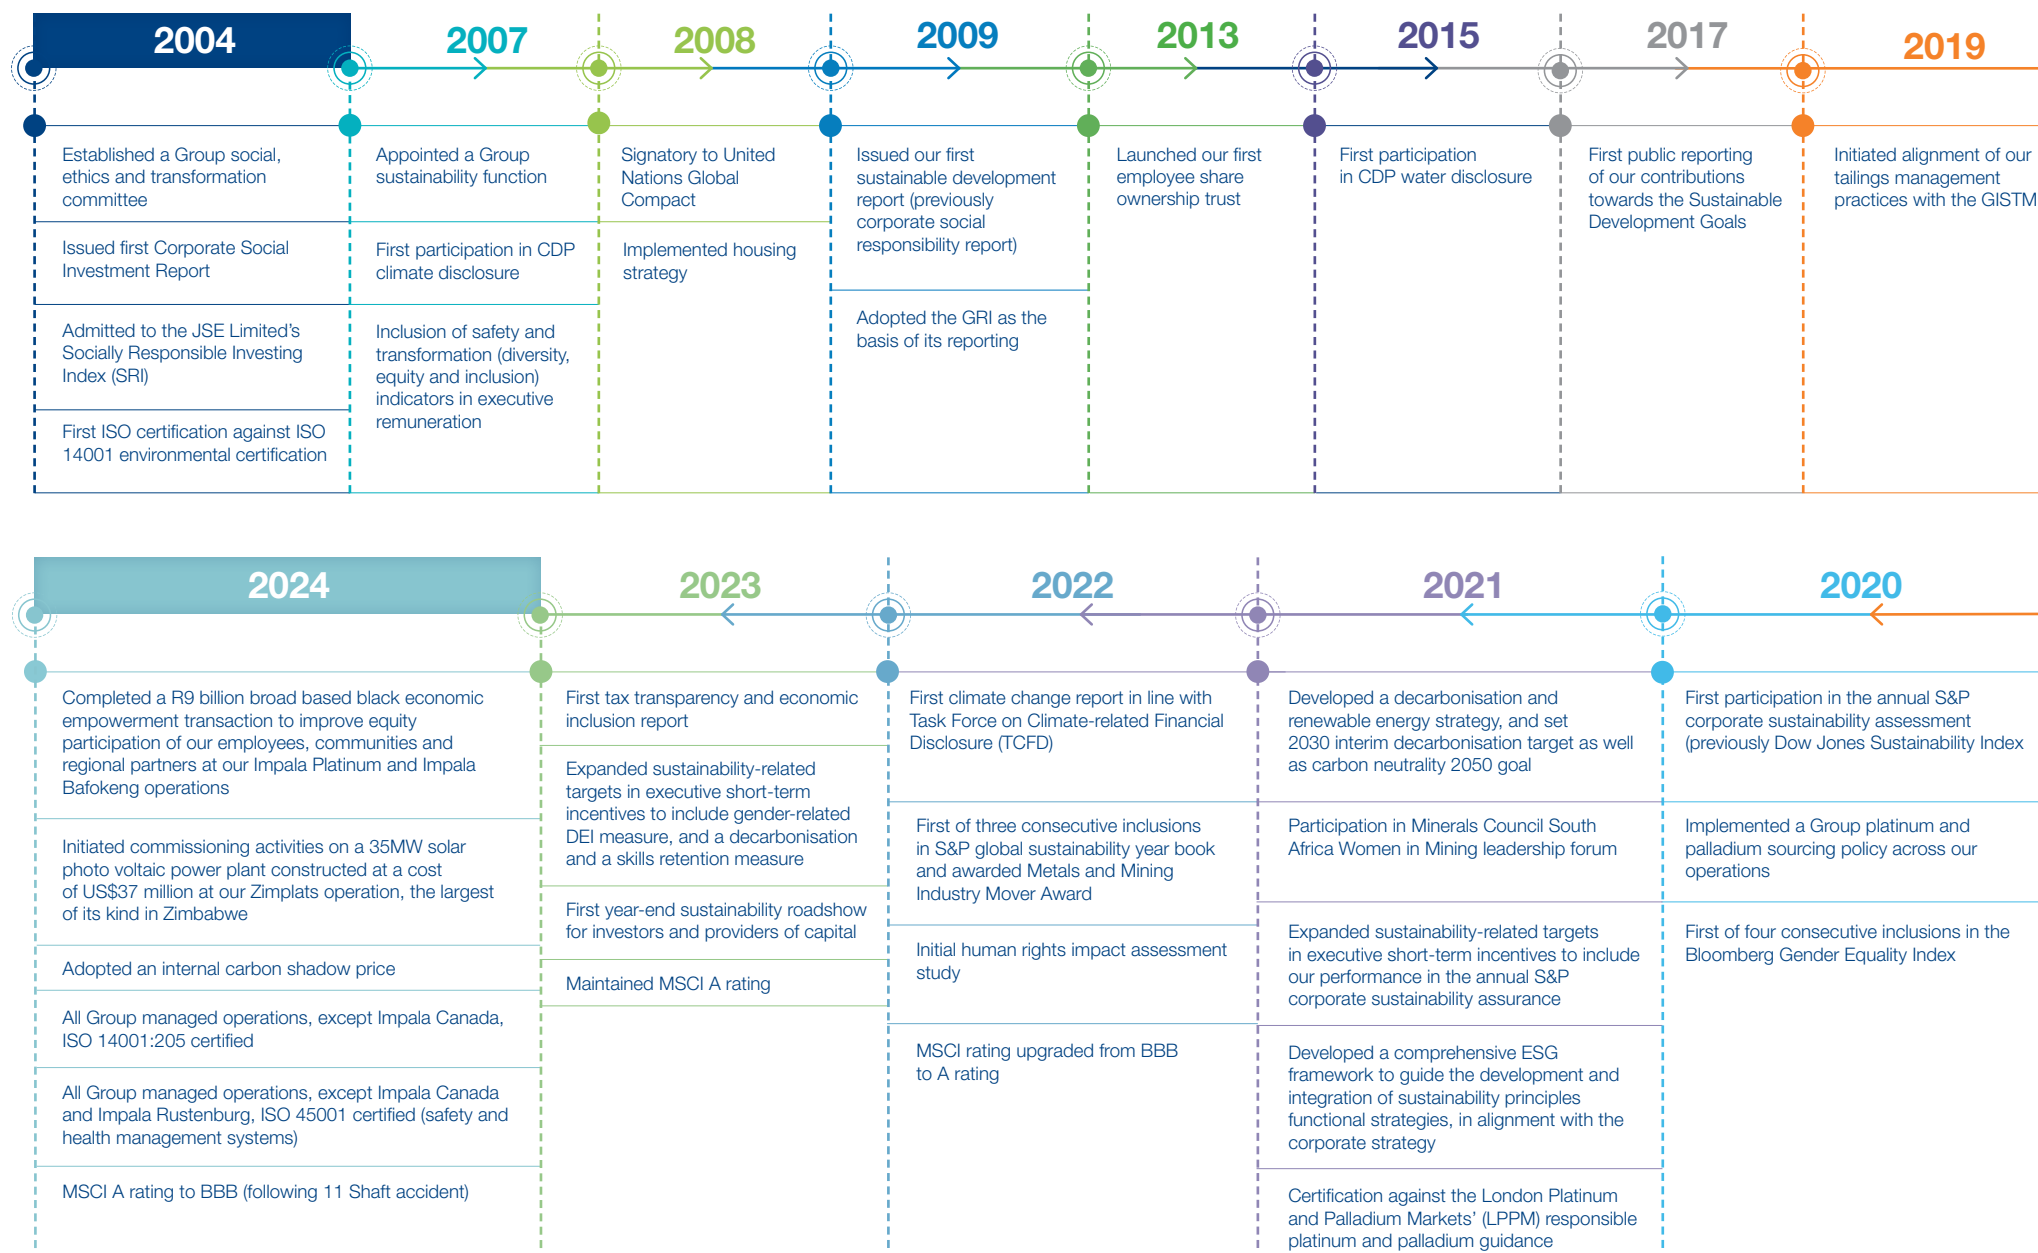 2004
Established a Group social,
ethics and transformation
committee
Issued first Corporate Social
Investment Report
Admitted to the JSE Limited's
Socially Responsible Investing
Index (SRI)
First ISO certification against ISO
14001 environmental certification
2007
Appointed a Group
sustainability function
First participation in CDP
climate disclosure
Inclusion of safety and
transformation (diversity,
equity and inclusion)
indicators in executive
remuneration
2008
Signatory to United
Nations Global
Compact
Implemented housing
strategy
2009
Issued our first
sustainable development
report (previously
corporate social
responsibility report)
Adopted the GRI as the
basis of its reporting
2013
Launched our first
employee share
ownership trust
2015
First participation
in CDP water disclosure
2017
First public reporting
of our contributions
towards the Sustainable
Development Goals
2019
Initiated alignment of our
tailings management
practices with the GISTM
2024
Completed a R9 billion broad based black economic
empowerment transaction to improve equity
participation of our employees, communities and
regional partners at our Impala Platinum and Impala
Bafokeng operations
Initiated commissioning activities on a 35MW solar
photo voltaic power plant constructed at a cost
of US$37 million at our Zimplats operation, the largest
of its kind in Zimbabwe
Adopted an internal carbon shadow price
All Group managed operations, except Impala Canada,
ISO 14001:205 certified
All Group managed operations, except Impala Canada
and Impala Rustenburg, ISO 45001 certified (safety and
health management systems)
MSCI A rating to BBB (following 11 Shaft accident)
2023
First tax transparency and economic
inclusion report
Expanded sustainability-related
targets in executive short-term
incentives to include gender-related
DEI measure, and a decarbonisation
and a skills retention measure
First year-end sustainability roadshow
for investors and providers of capital
Maintained MSCI A rating
2022
First climate change report in line with
Task Force on Climate-related Financial
Disclosure (TCFD)
First of three consecutive inclusions
in S&P global sustainability year book
and awarded Metals and Mining
Industry Mover Award
Initial human rights impact assessment
study
MSCI rating upgraded from BBB
to A rating
2021
Developed a decarbonisation and
renewable energy strategy, and set
2030 interim decarbonisation target as well
as carbon neutrality 2050 goal
Participation in Minerals Council South
Africa Women in Mining leadership forum
Expanded sustainability-related targets
in executive short-term incentives to include
our performance in the annual S&P
corporate sustainability assurance
Developed a comprehensive ESG
framework to guide the development and
integration of sustainability principles
functional strategies, in alignment with the
corporate strategy
Certification against the London Platinum
and Palladium Markets' (LPPM) responsible
platinum and palladium guidance
2020
First participation in the annual S&P
corporate sustainability assessment
(previously Dow Jones Sustainability Index
Implemented a Group platinum and
palladium sourcing policy across our
operations
First of four consecutive inclusions in the
Bloomberg Gender Equality Index